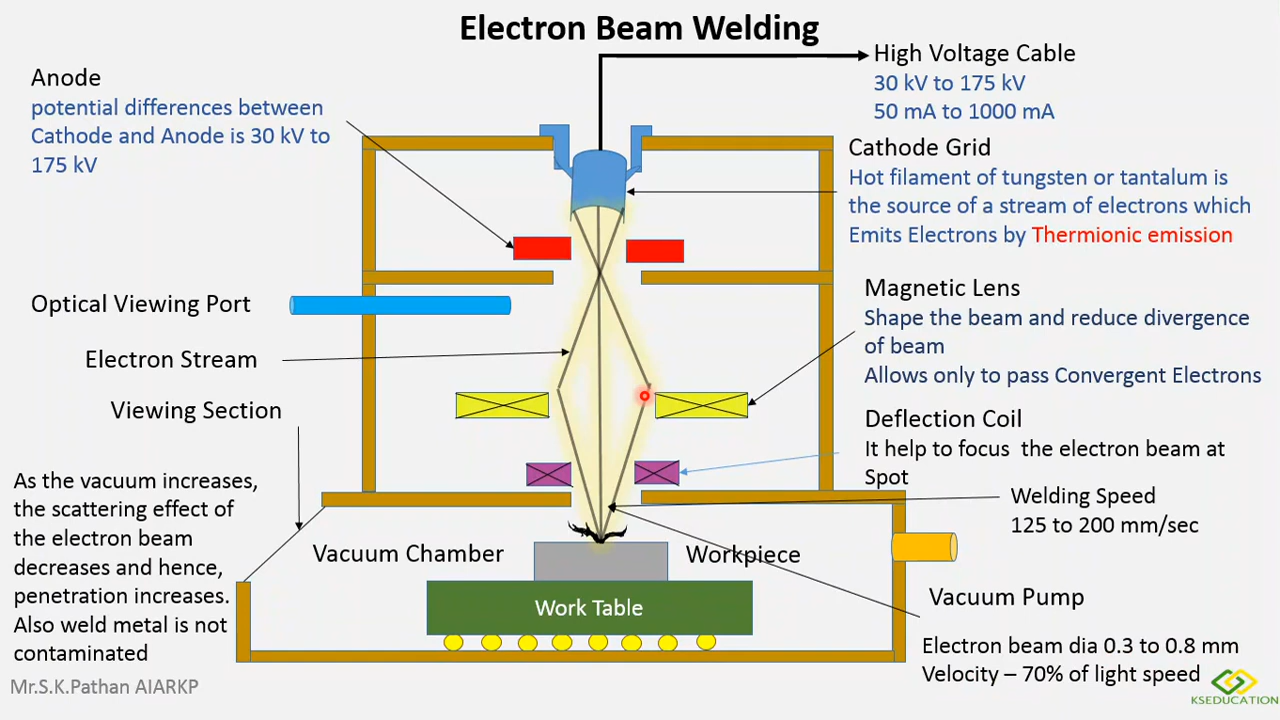 Electron Beam Welding
Anode
potential differences between
Cathode and Anode is 30 kV to
175 kV
High Voltage Cable
30 kV to 175 kV
50 mA to 1000 mA
Cathode Grid
Hot filament of tungsten or tantalum is
the source of a stream of electrons which
Emits Electrons by Thermionic emission
Optical Viewing Port
Magnetic Lens
Shape the beam and reduce divergence
of beam
Allows only to pass Convergent Electrons
Electron Stream
Viewing Section
Deflection Coil
It help to focus the electron beam at
Spot
As the vacuum increases,
the scattering effect of
the electron beam
decreases and hence,
penetration increases.
Also weld metal is not
contaminated
Welding Speed
125 to 200 mm/sec
Vacuum Chamber
Workpiece
Work Table
Vacuum Pump
Electron beam dia 0.3 to 0.8 mm
Velocity – 70% of light speed
Mr.S.K.Pathan AIARKP
KSEDUCATION